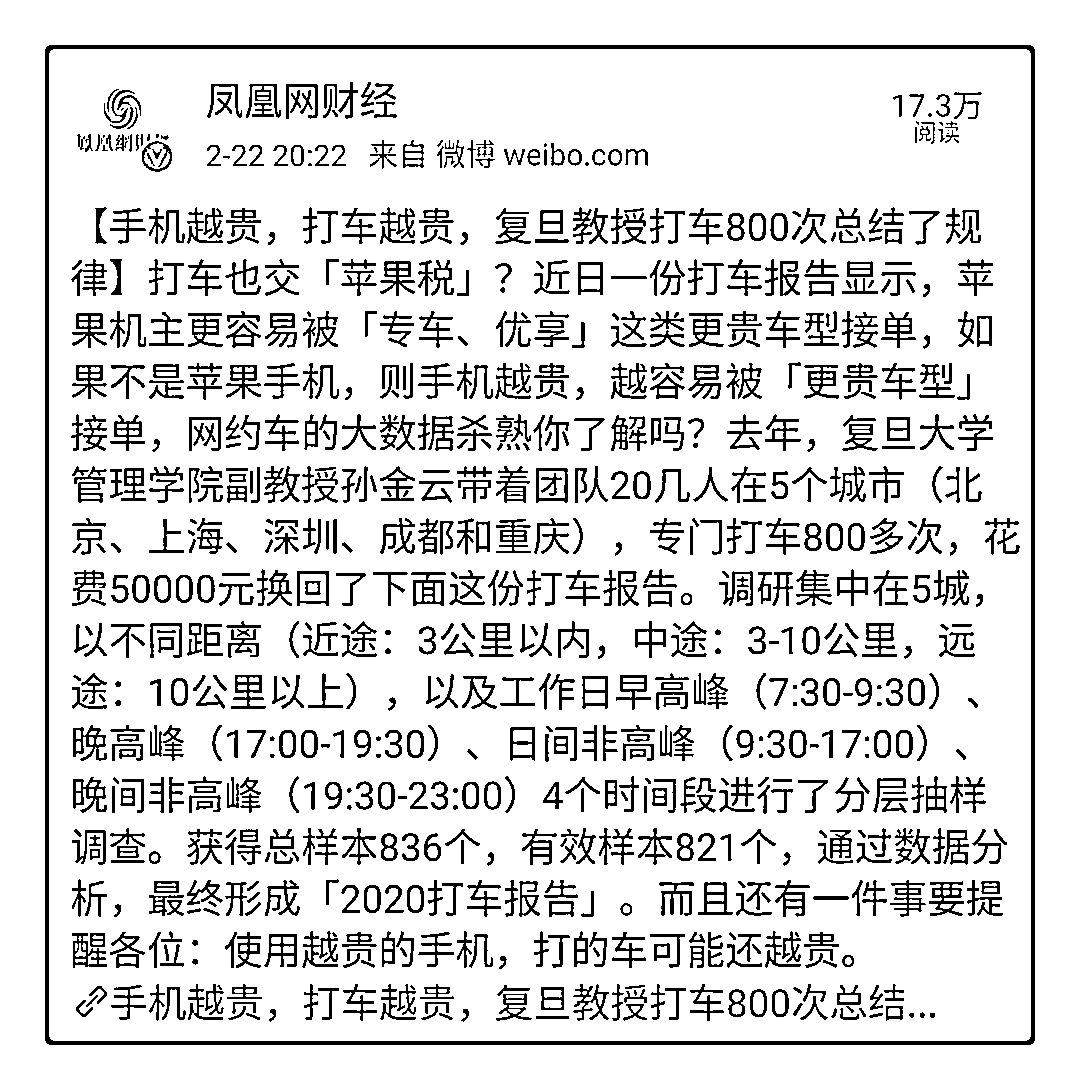 凤凰网财经
17.3万
阅读
2-22 20:22 来自 微博 weibo.com
【手机越贵，打车越贵，复旦教授打车800次总结了规
律】打车也交「苹果税」？近日一份打车报告显示，苹
果机主更容易被「专车、优享」这类更贵车型接单，如
果不是苹果手机，则手机越贵，越容易被「更贵车型」
接单，网约车的大数据杀熟你了解吗？去年，复旦大学
管理学院副教授孙金云带着团队20几人在5个城市（北
京、上海、深圳、成都和重庆），专门打车800多次，花
费50000元换回了下面这份打车报告。调研集中在5城，
以不同距离（近途：3公里以内，中途：3-10公里，远
途：10公里以上），以及工作日早高峰（7:30-9:30）、
晚高峰（17:00-19:30）、日间非高峰（9:30-17:00）、
晚间非高峰（19:30-23:00）4个时间段进行了分层抽样
调查。获得总样本836个，有效样本821个，通过数据分
析，最终形成「2020打车报告」。而且还有一件事要提
醒各位：使用越贵的手机，打的车可能还越贵。
手机越贵，打车越贵，复旦教授打车800次总结...